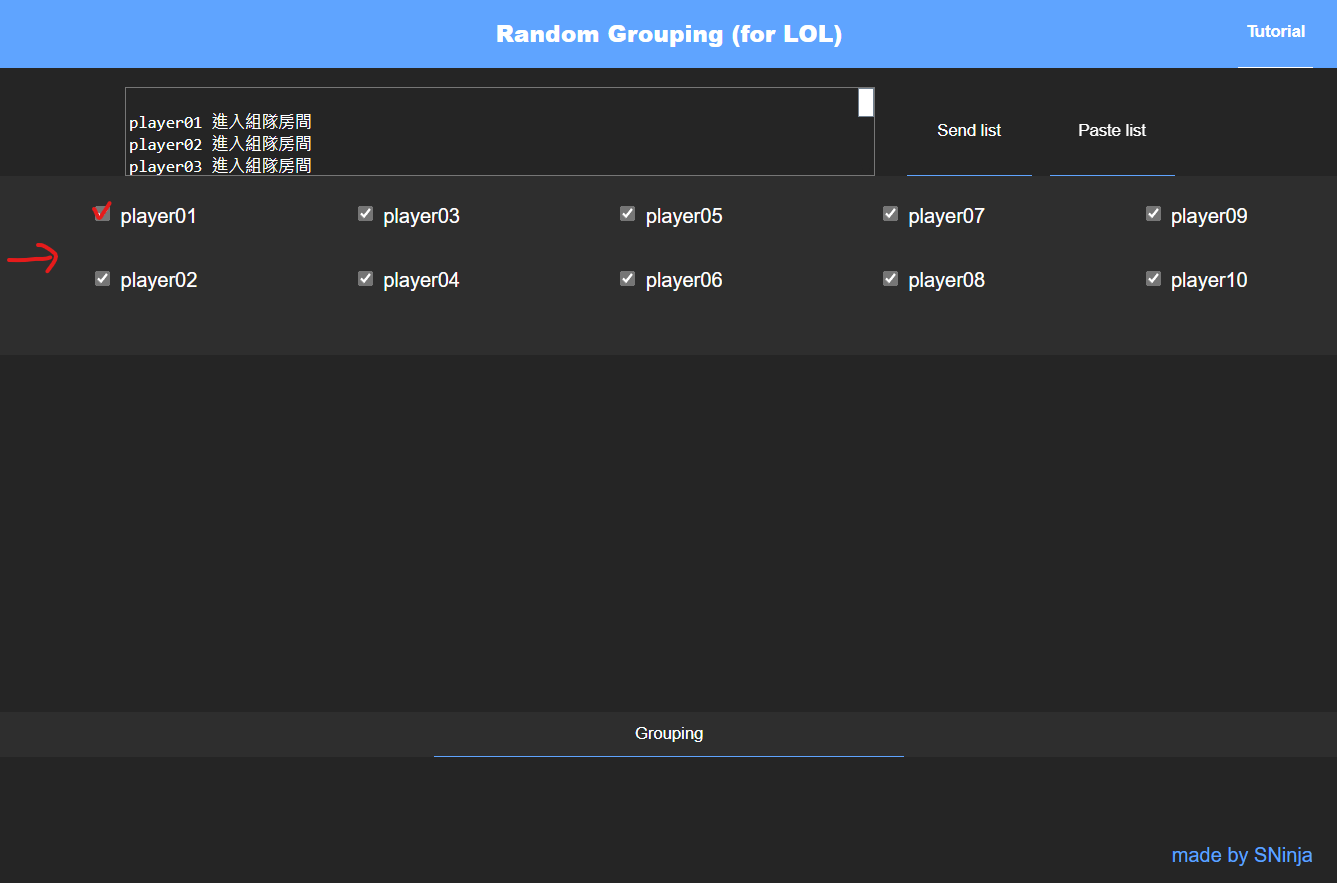 Random Grouping (for LOL)
Tutorial
player01 進入組隊房間
player02 進入組隊房間
player03 進入組隊房間
Send list
Paste list
player01 player03 player05 player07 player09
player02 player04 player06 player08 player10
Grouping
made by SNinja